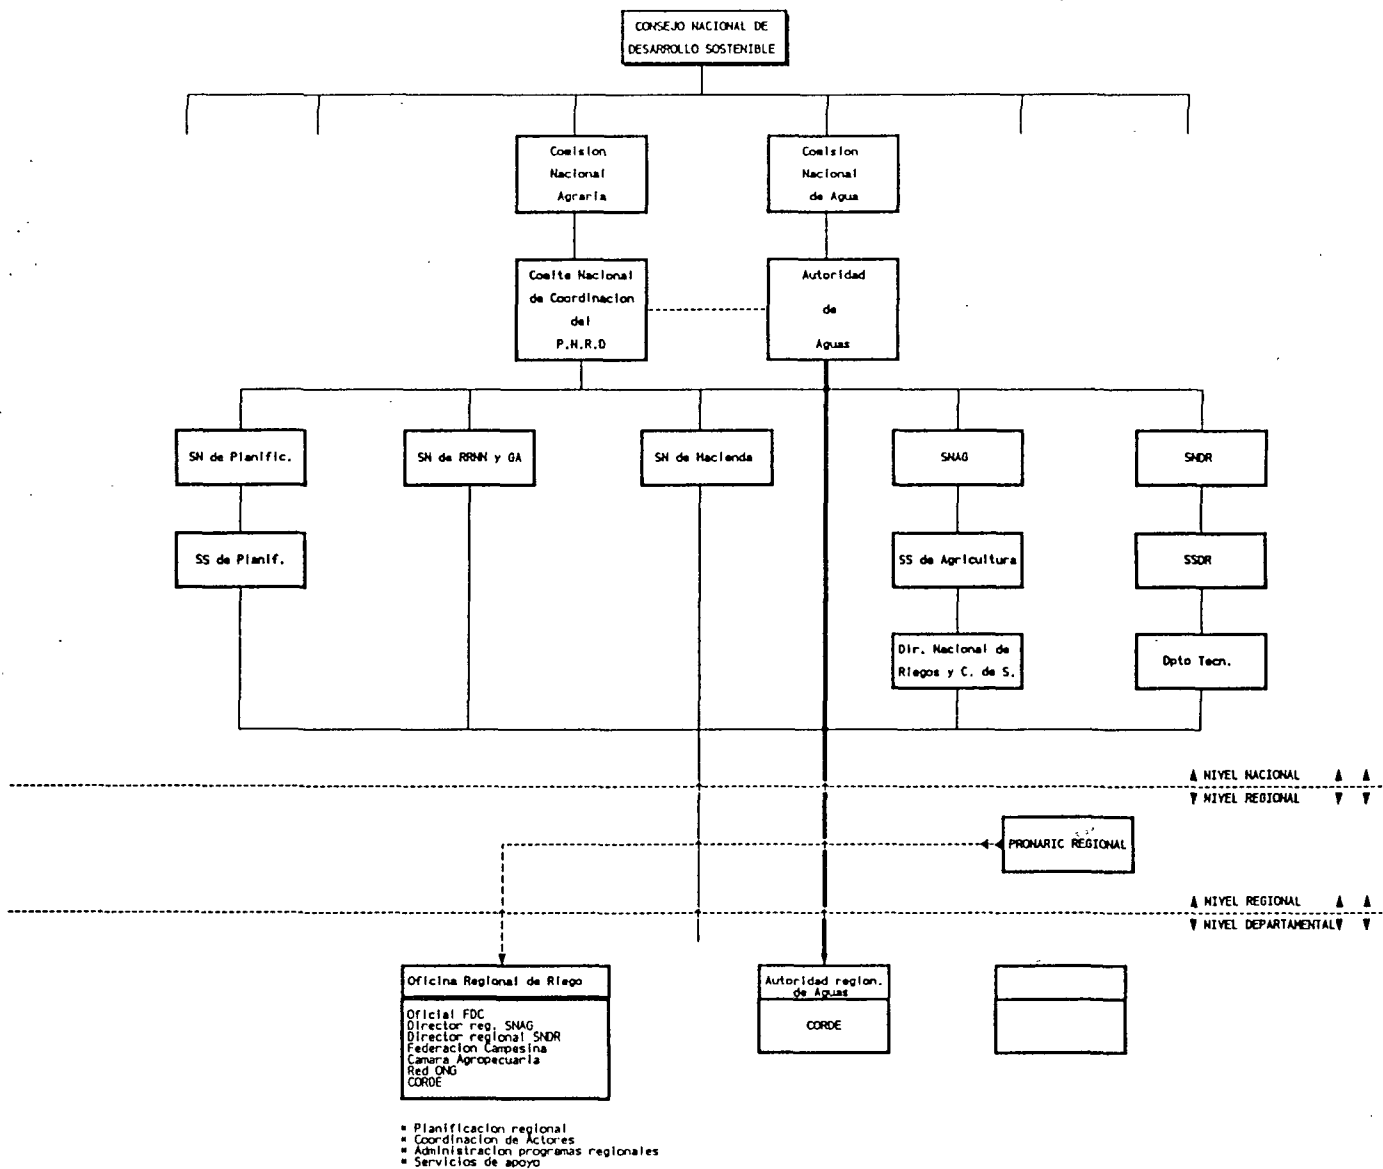 CONSEJO NACIONAL DE
DESARROLLO SOSTENIBLE
Comision
Nacional
Agraria
Comision
Nacional
de Agua
Comite Nacional
de Coordinacion
del
P.N.R.D
Autoridad
de
Aguas
SN de Planific.
SN de RRNN y GA
SN de Hacienda
SNAG
SNDR
SS de Planif.
SS de Agricultura
SSDR
Dir. Nacional de
Riegos y C. de S.
Dpto Tecn.
NIVEL NACIONAL
NIVEL REGIONAL
PRONARIC REGIONAL
NIVEL REGIONAL
NIVEL DEPARTAMENTAL
Oficina Regional de Riego
Oficial FDC
Director reg. SNAG
Director regional SNDR
Federacion Campesina
Camara Agropecuaria
Red ONG
CORDE
Autoridad region.
de Aguas
CORDE
* Planificacion regional
* Coordinacion de Actores
* Administracion programas regionales
* Servicios de apoyo